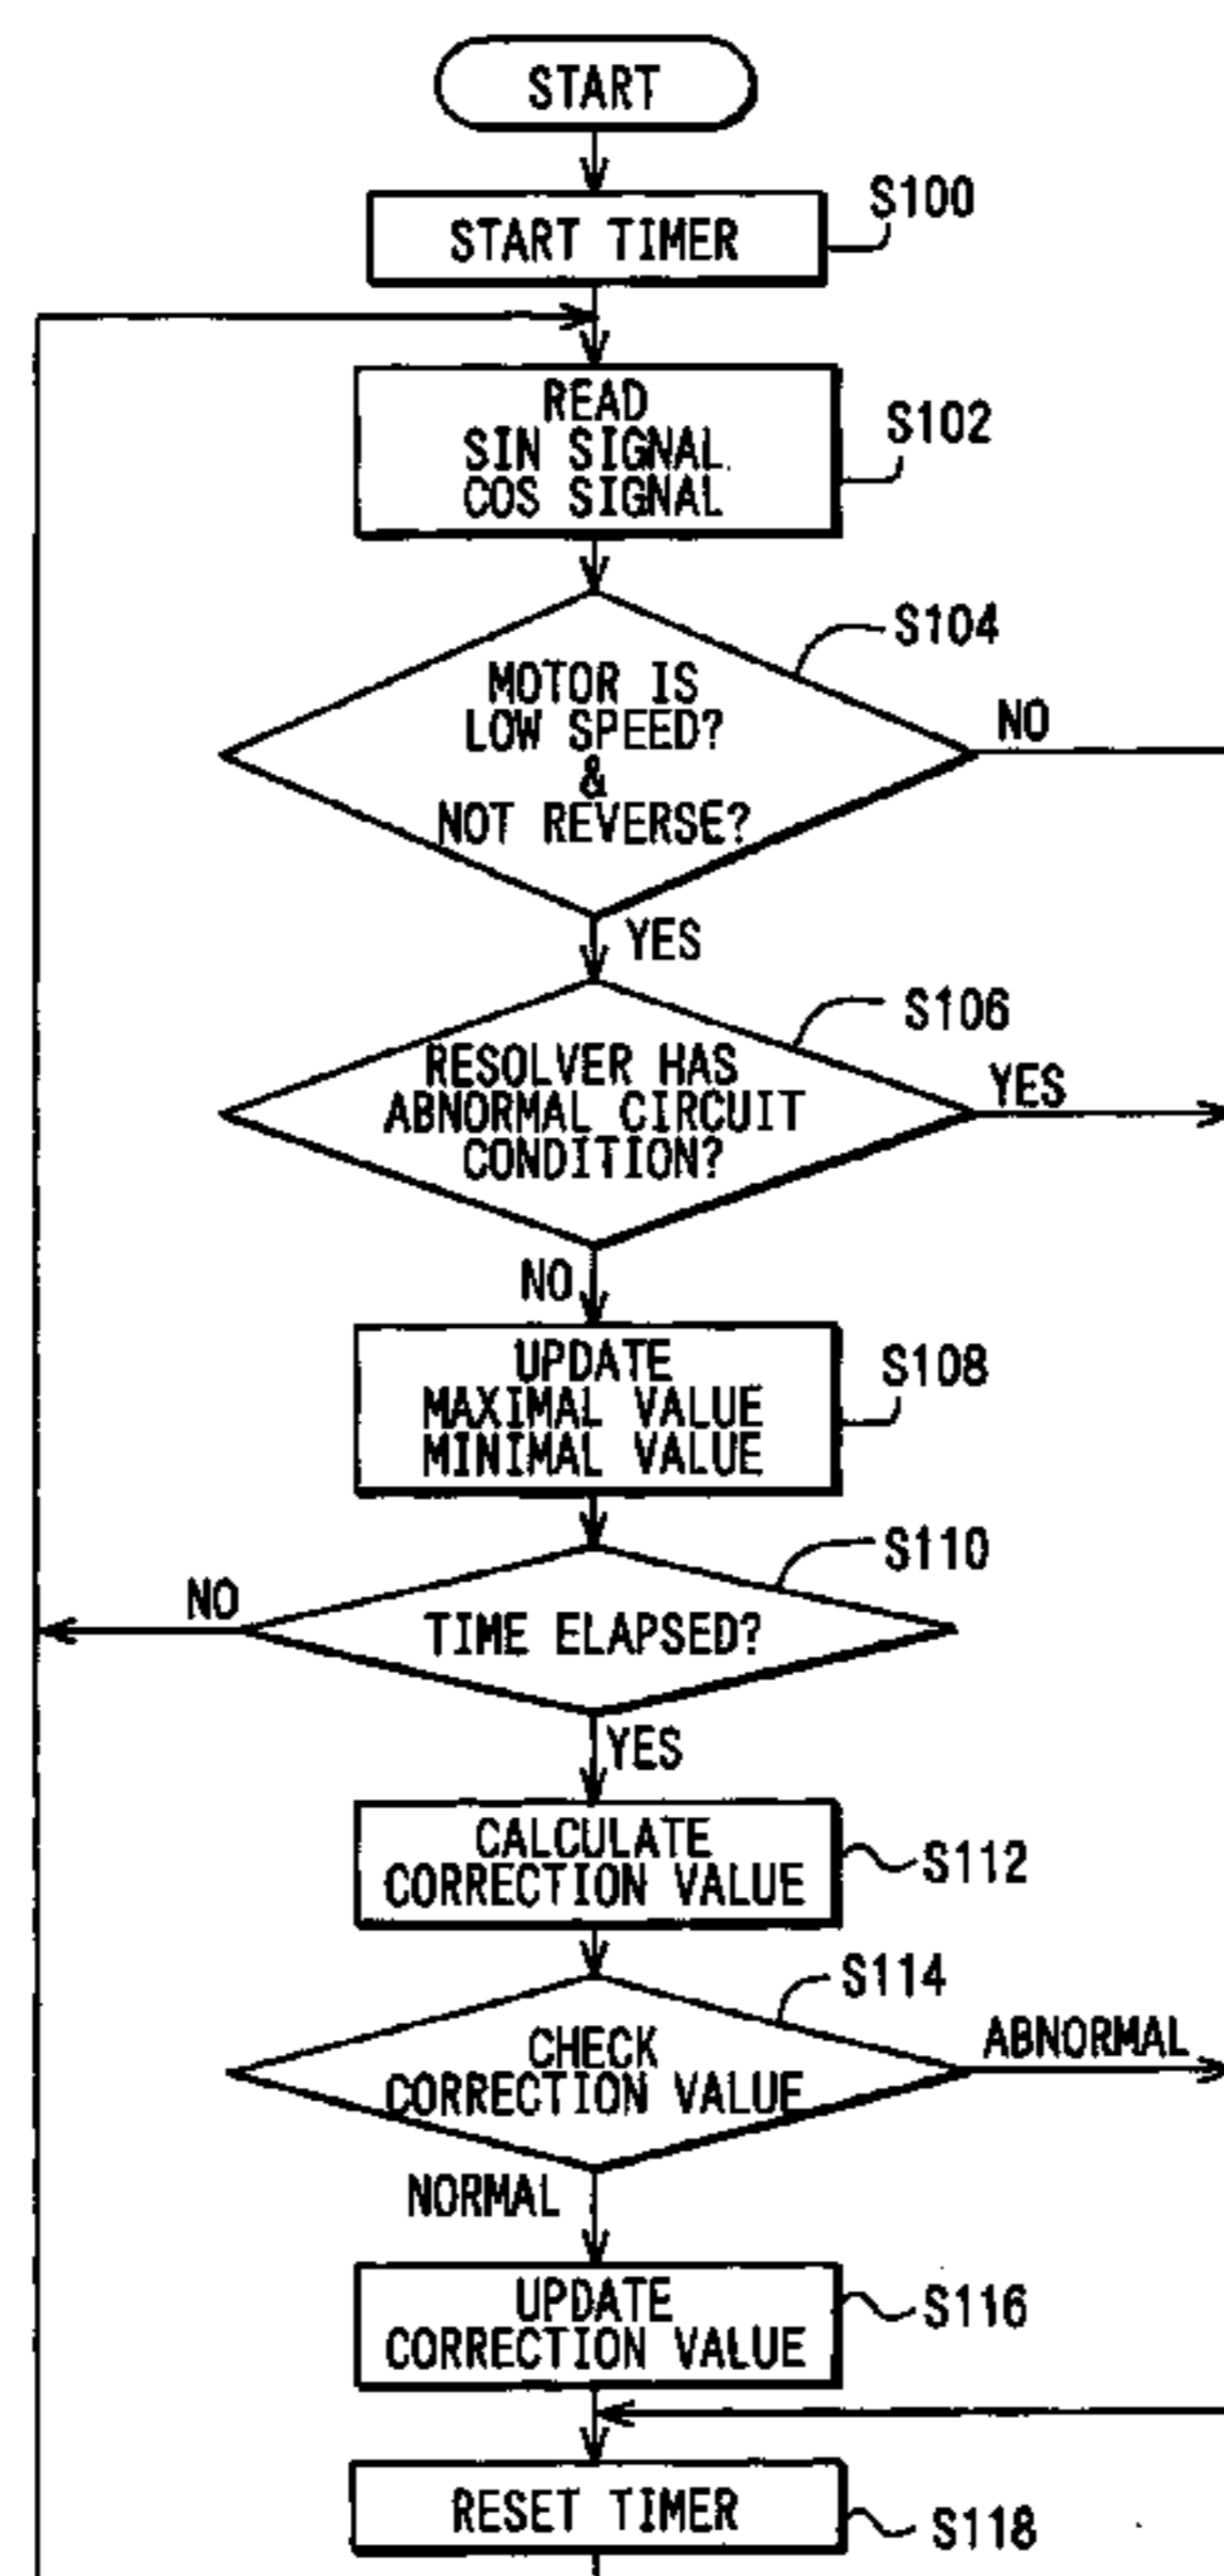 START
START TIMER
S100
READ
SIN SIGNAL
COS SIGNAL
S102
S104
MOTOR IS
LOW SPEED?
&
NOT REVERSE?
NO
YES
S106
RESOLVER HAS
ABNORMAL CIRCUIT
CONDITION?
YES
NO
UPDATE
MAXIMAL VALUE
MINIMAL VALUE
S108
S110
NO
TIME ELAPSED?
YES
CALCULATE
CORRECTION VALUE
S112
S114
CHECK
CORRECTION VALUE
ABNORMAL
NORMAL
UPDATE
CORRECTION VALUE
S116
RESET TIMER
S118